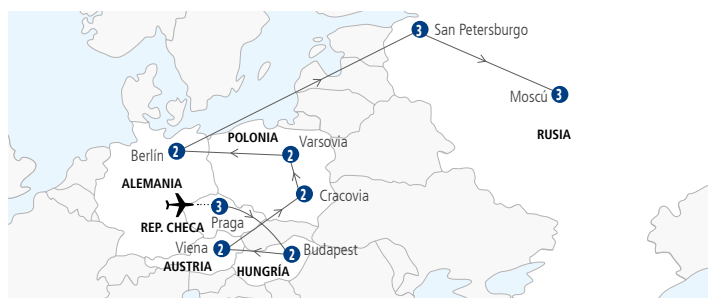 3 San Petersburgo
Moscú 3
RUSIA
POLONIA
Varsovia
2
Berlín 2
ALEMANIA
2
Cracovia
3
Praga
REP. CHECA
Viena 2
2 Budapest
AUSTRIA
HUNGRÍA